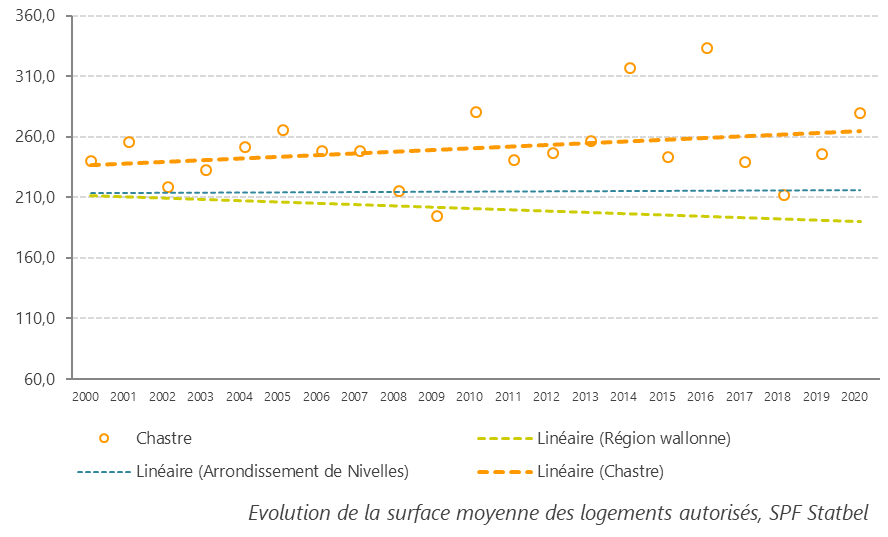 360,0
310,0
260,0
210,0
160,0
110,0
60,0
2000 2001 2002 2003 2004 2005 2006 2007 2008 2009 2010 2011 2012 2013 2014 2015 2016 2017 2018 2019 2020
Chastre Linéaire (Région wallonne)
Linéaire (Arrondissement de Nivelles) Linéaire (Chastre)
Evolution de la surface moyenne des logements autorisés, SPF Statbel